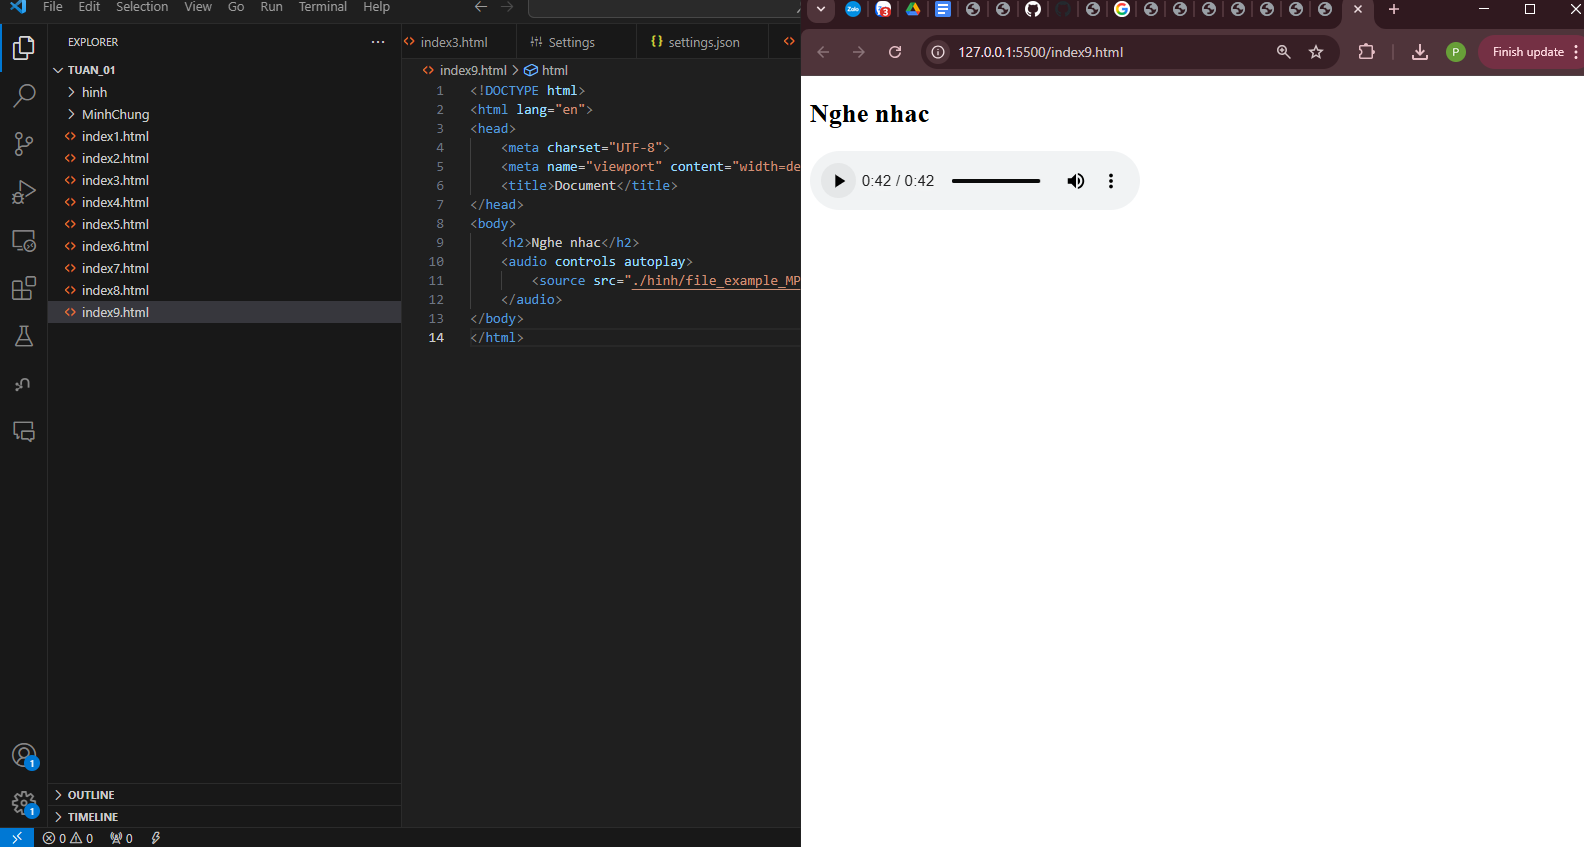 File Edit Selection View Go Run Terminal Help
EXPLORER
TUAN_01
hinh
MinhChung
index1.html
index2.html
index3.html
index4.html
index5.html
index6.html
index7.html
index8.html
index9.html
OUTLINE
TIMELINE
1
1
0 0 0
index3.html Settings {} settings.json
index9.html > html
1 <!DOCTYPE html>
2 <html lang="en">
3 <head>
4 <meta charset="UTF-8">
5 <meta name="viewport" content="width=de
6 <title>Document</title>
7 </head>
8 <body>
9 <h2>Nghe nhac</h2>
10 <audio controls autoplay>
11 <source src="./hinh/file_example_MP
12 </audio>
13 </body>
14 </html>
Zalo 3
127.0.0.1:5500/index9.html P Finish update
Nghe nhac
0:42 / 0:42